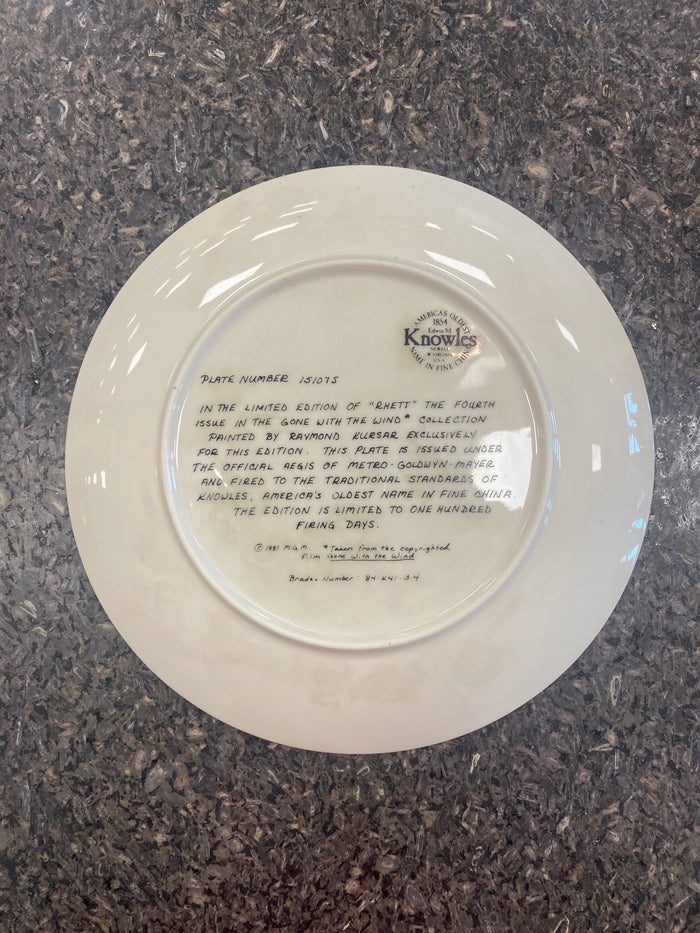 AMERICA'S OLDEST
1854
Edwin M.
Knowles
NEWELL
W. VIRGINIA
U.S.A.
NAME IN FINE CHINA
PLATE NUMBER 15107S
IN THE LIMITED EDITION OF "RHETT" THE FOURTH
ISSUE IN THE GONE WITH THE WIND* COLLECTION
PAINTED BY RAYMOND KURSAR EXCLUSIVELY
FOR THIS EDITION. THIS PLATE IS ISSUED UNDER
THE OFFICIAL AEGIS OF METRO-GOLDWYN-MAYER
AND FIRED TO THE TRADITIONAL STANDARDS OF
KNOWLES, AMERICA'S OLDEST NAME IN FINE CHINA.
THE EDITION IS LIMITED TO ONE HUNDRED
FIRING DAYS.
© 1981 M.G.M. *Taken from the copyrighted
film Gone With the Wind
Bradex Number: 84-K41-3.4